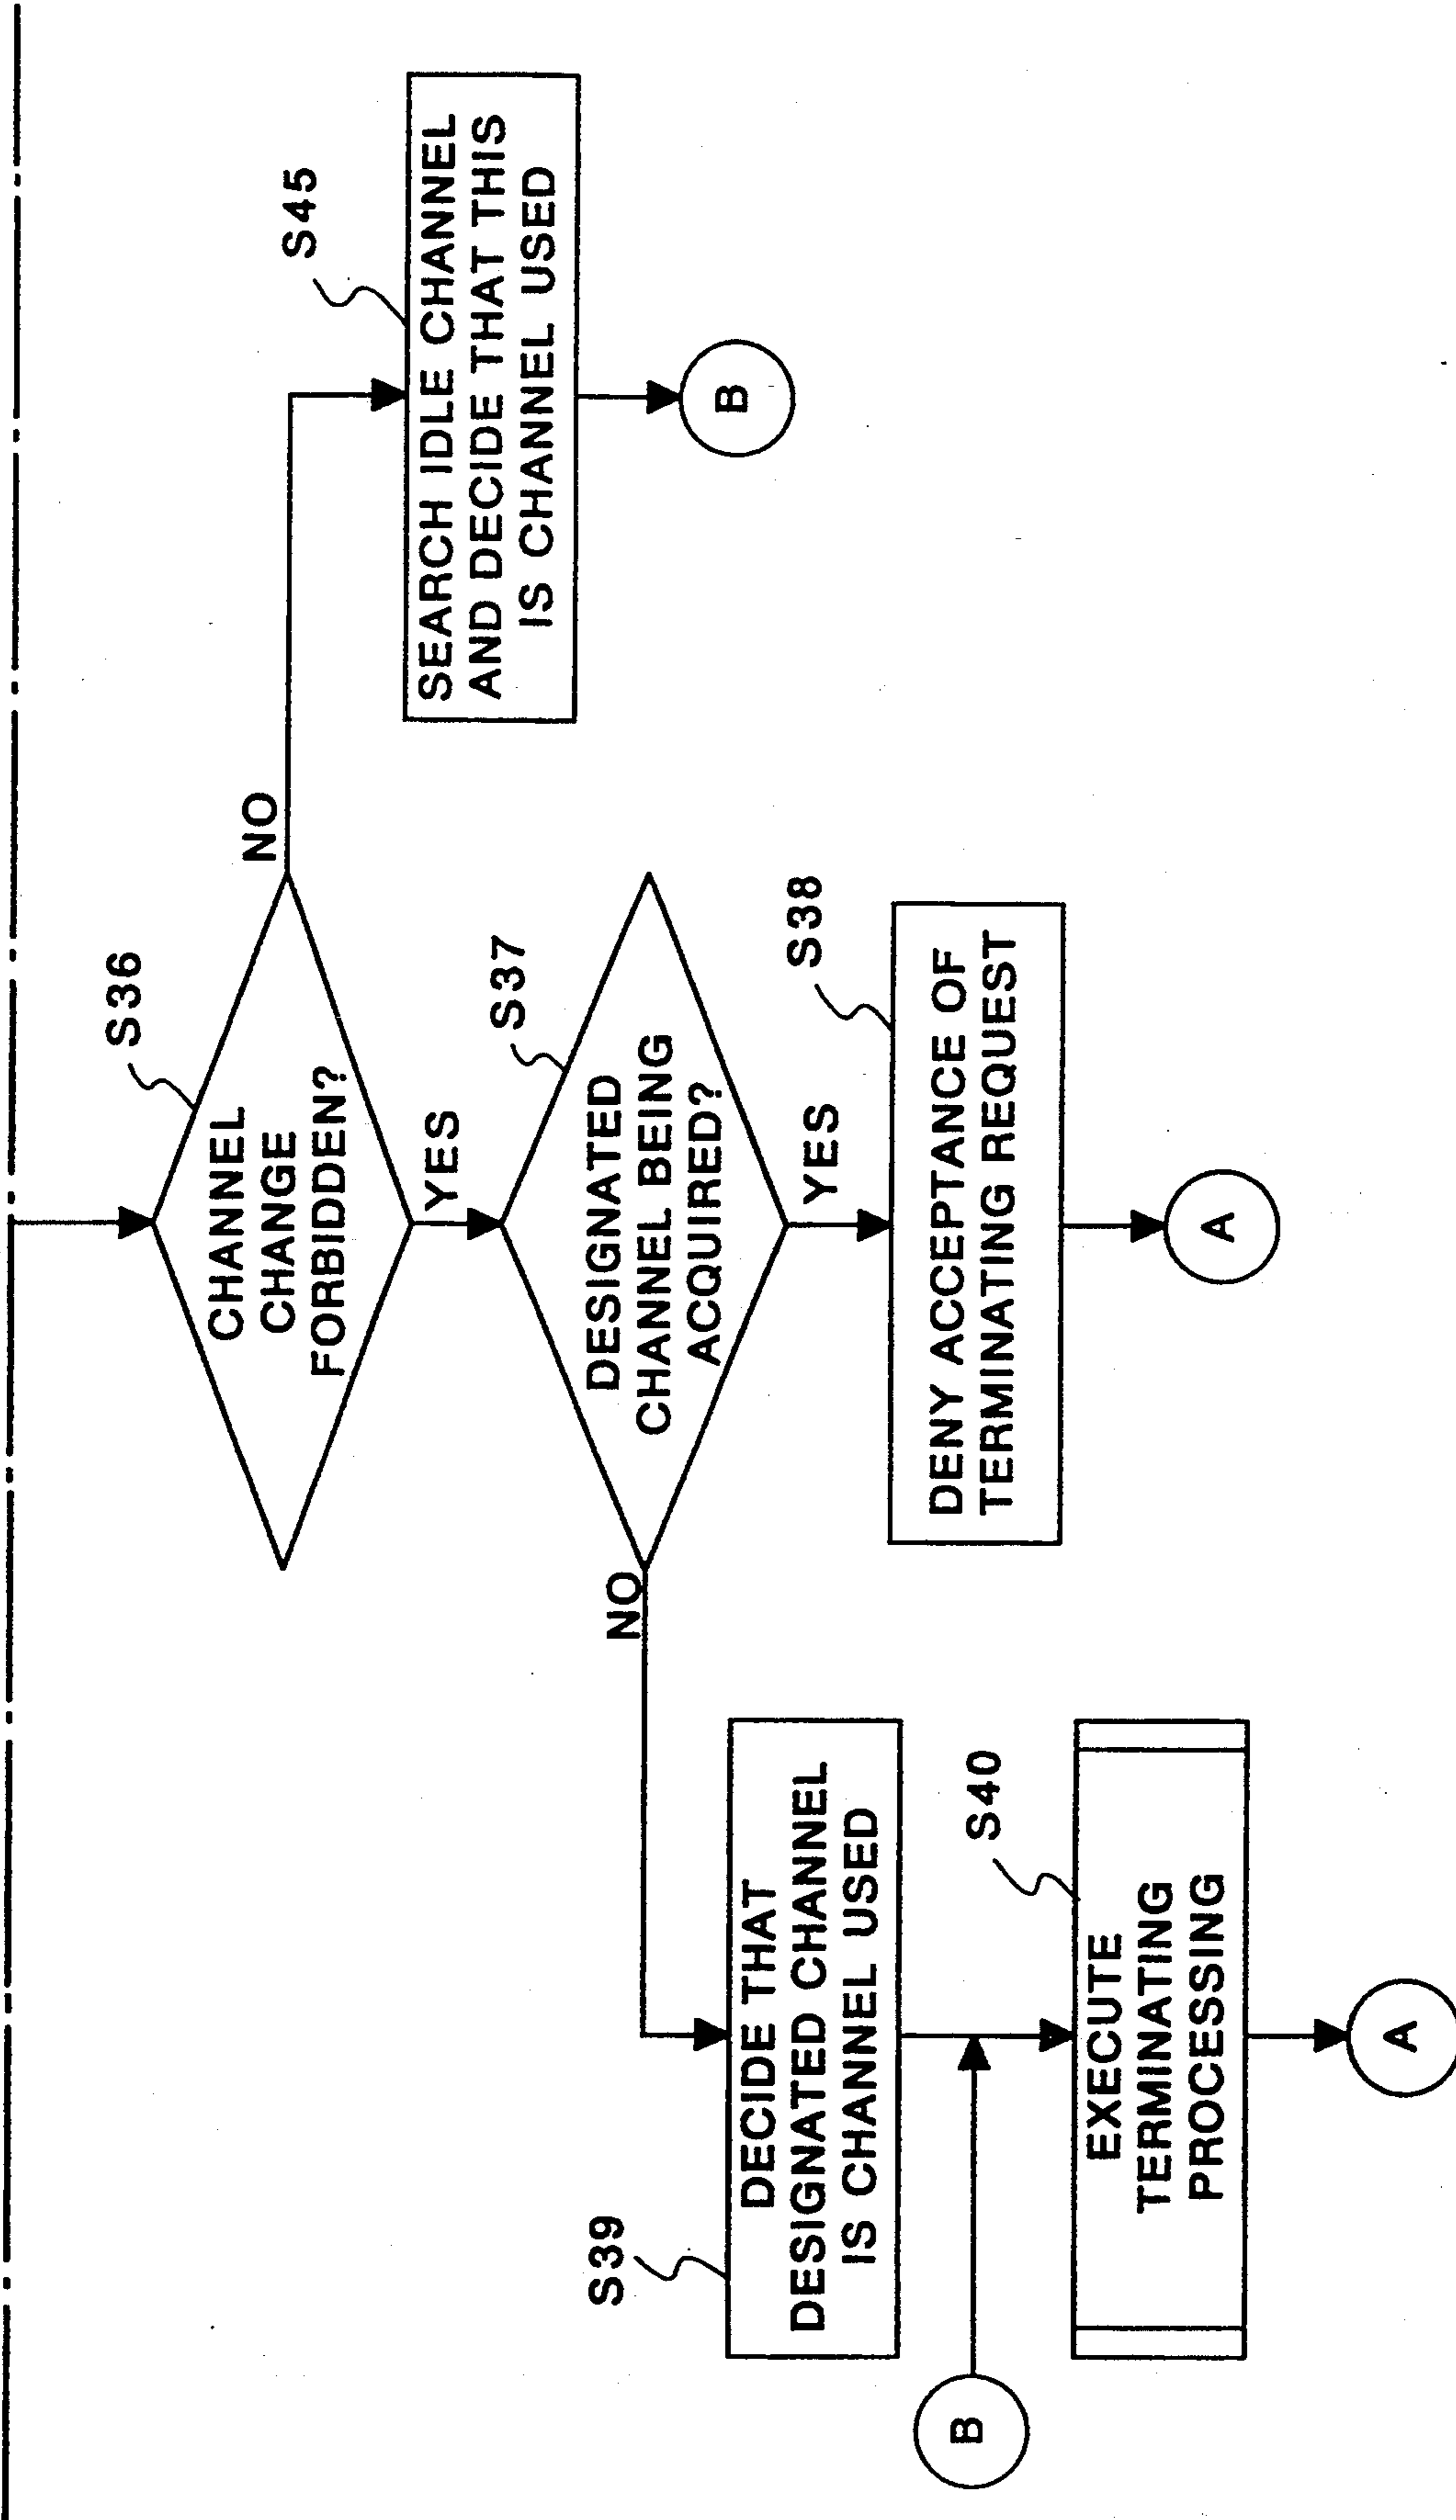 S36
CHANNEL
CHANGE
FORBIDDEN?
NO
YES
S45
SEARCH IDLE CHANNEL
AND DECIDE THAT THIS
IS CHANNEL USED
B
S37
DESIGNATED
CHANNEL BEING
ACQUIRED?
NO
YES
S38
DENY ACCEPTANCE OF
TERMINATING REQUEST
A
S39
DECIDE THAT
DESIGNATED CHANNEL
IS CHANNEL USED
B
S40
EXECUTE
TERMINATING
PROCESSING
A